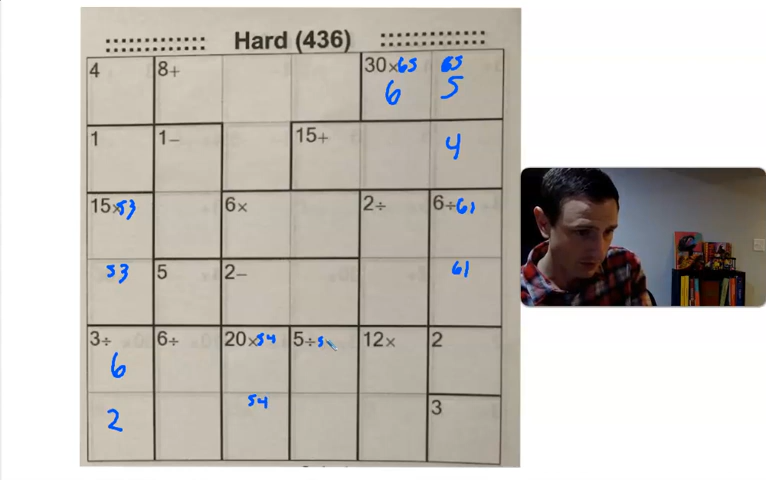 Hard (436)
4 8+ 30× 65 65
6 5
1 1− 15+ 4
15× 53 6× 2÷ 6÷ 61
53 5 2− 61
3÷ 6÷ 20× 54 5÷ 5 12× 2
6
2 54 3